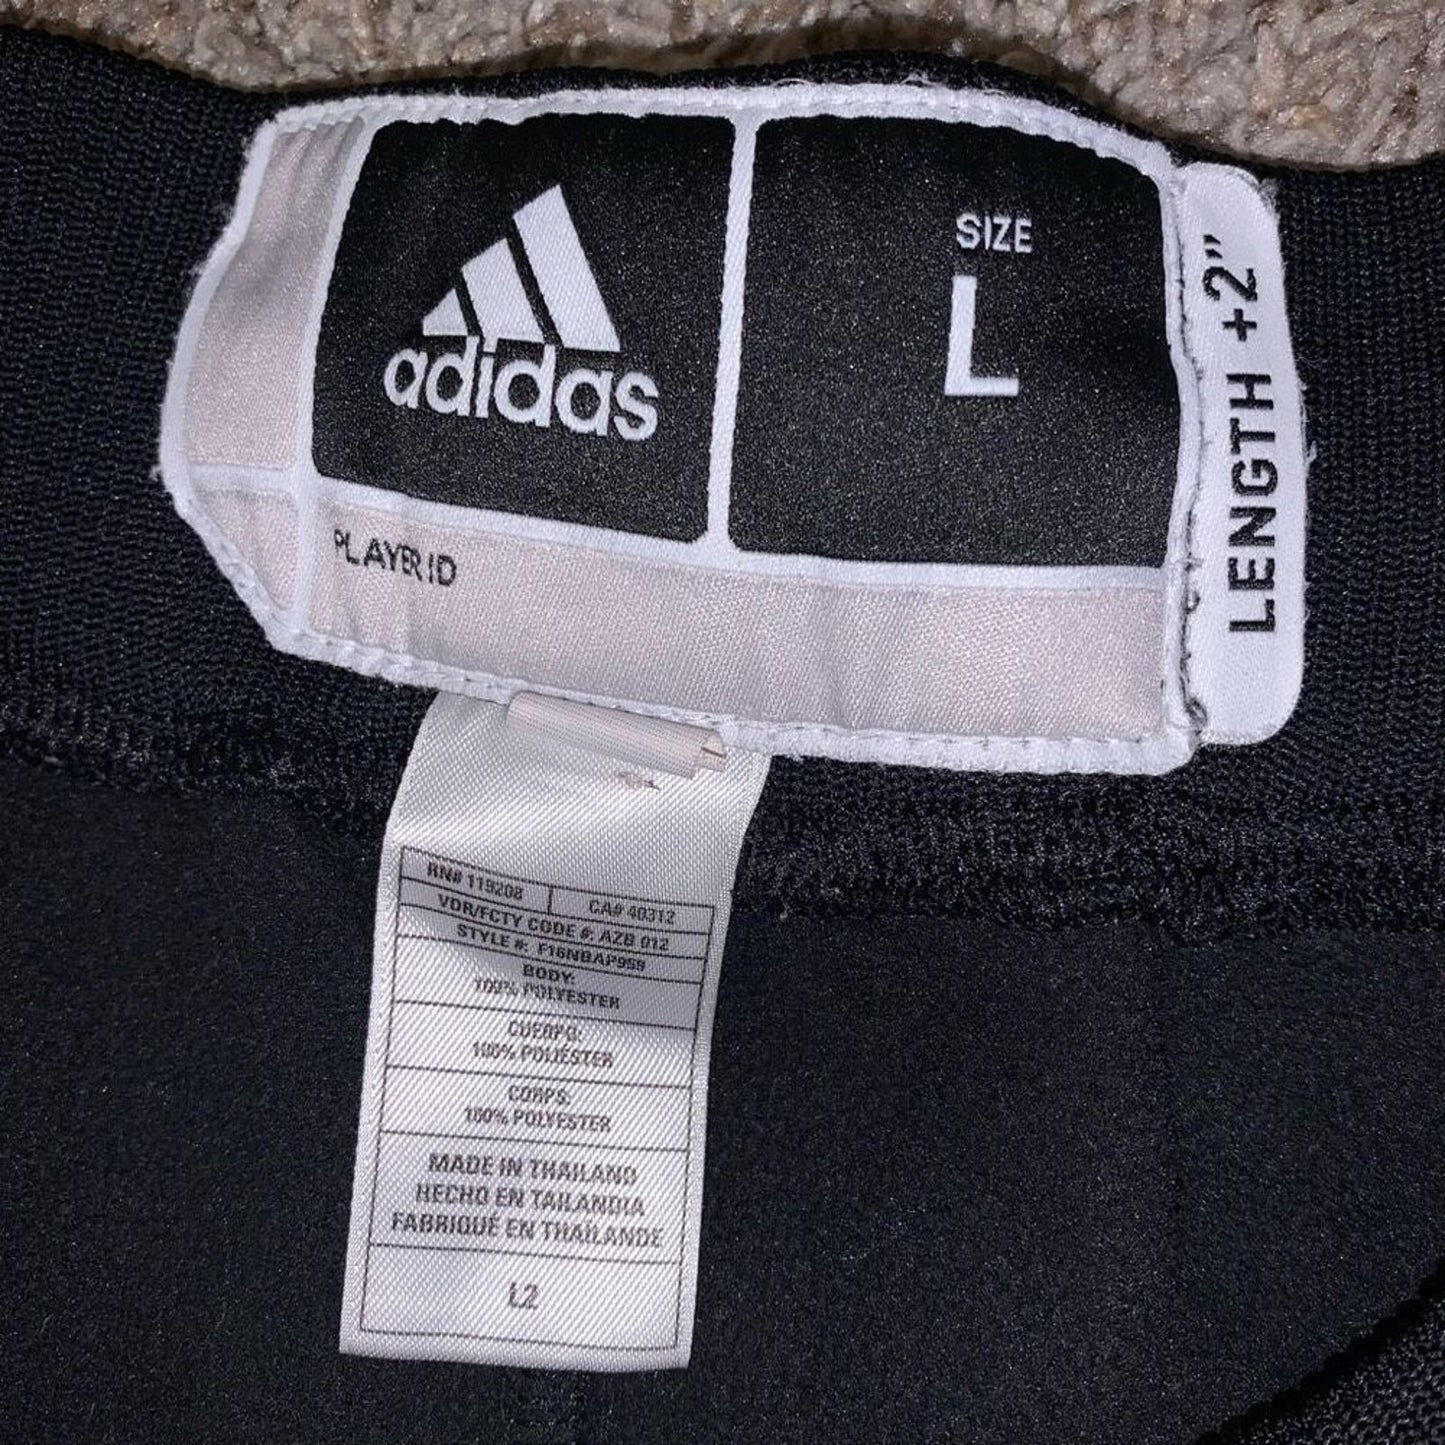 adidas
SIZE
L
LENGTH +2"
PLAYER ID
RN# 119208
CA# 40312
VDR/FCTY CODE #: AZB 012
STYLE #: F16NBAP959
BODY:
100% POLYESTER
CUERPO:
100% POLIÉSTER
CORPS:
100% POLYESTER
MADE IN THAILAND
HECHO EN TAILANDIA
FABRIQUÉ EN THAÏLANDE
L2